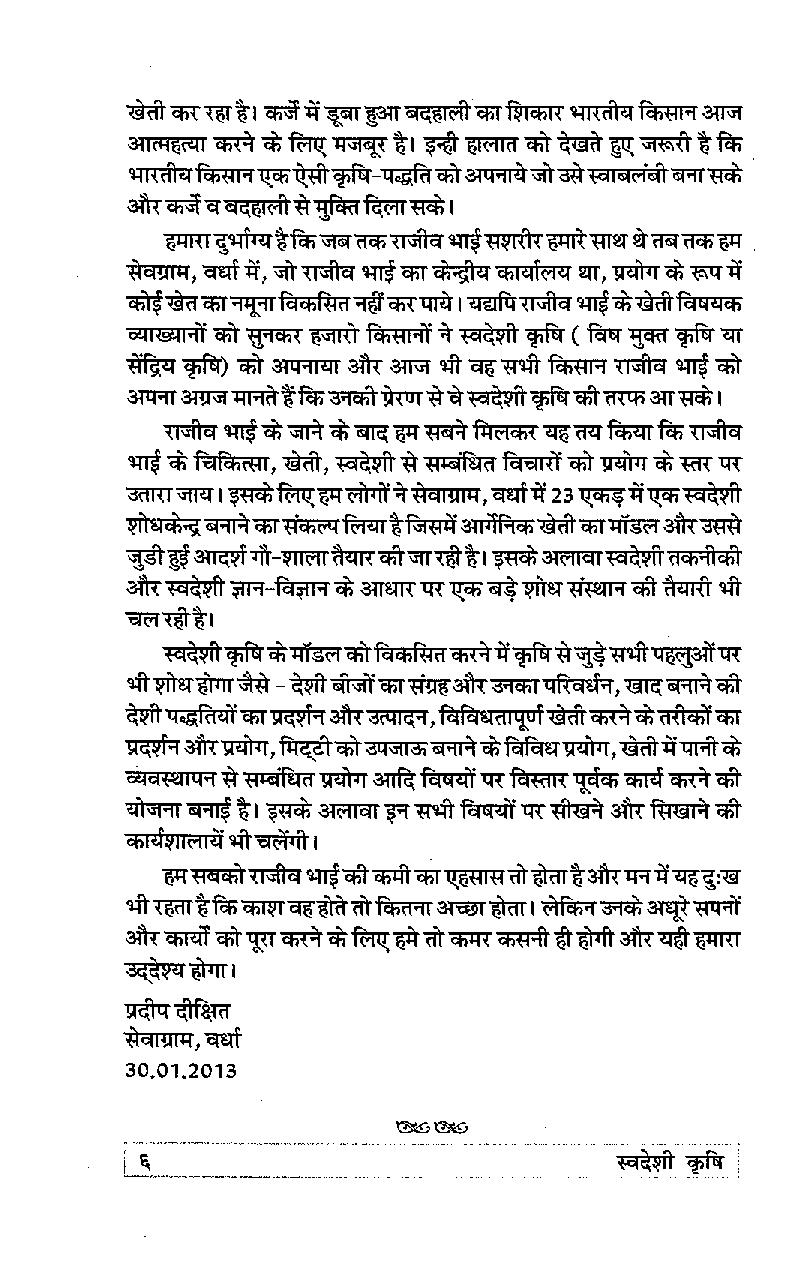 खेती कर रहा है। कर्जे में डूबा हुआ बदहाली का शिकार भारतीय किसान आज
आत्महत्या करने के लिए मजबूर है। इन्ही हालात को देखते हुए जरूरी है कि
भारतीय किसान एक ऐसी कृषि-पद्धति को अपनाये जो उसे स्वाबलंबी बना सके
और कर्जे व बदहाली से मुक्ति दिला सके।
हमारा दुर्भाग्य है कि जब तक राजीव भाई सशरीर हमारे साथ थे तब तक हम
सेवग्राम, वर्धा में, जो राजीव भाई का केन्द्रीय कार्यालय था, प्रयोग के रूप में
कोई खेत का नमूना विकसित नहीं कर पाये। यद्यपि राजीव भाई के खेती विषयक
व्याख्यानों को सुनकर हजारो किसानों ने स्वदेशी कृषि ( विष मुक्त कृषि या
सेंद्रिय कृषि) को अपनाया और आज भी वह सभी किसान राजीव भाई को
अपना अग्रज मानते हैं कि उनकी प्रेरण से वे स्वदेशी कृषि की तरफ आ सके।
राजीव भाई के जाने के बाद हम सबने मिलकर यह तय किया कि राजीव
भाई के चिकित्सा, खेती, स्वदेशी से सम्बंधित विचारों को प्रयोग के स्तर पर
उतारा जाय। इसके लिए हम लोगों ने सेवाग्राम, वर्धा में 23 एकड़ में एक स्वदेशी
शोधकेन्द्र बनाने का संकल्प लिया है जिसमें आर्गेनिक खेती का मॉडल और उससे
जुडी हुई आदर्श गौ-शाला तैयार की जा रही है। इसके अलावा स्वदेशी तकनीकी
और स्वदेशी ज्ञान-विज्ञान के आधार पर एक बड़े शोध संस्थान की तैयारी भी
चल रही है।
स्वदेशी कृषि के मॉडल को विकसित करने में कृषि से जुड़े सभी पहलुओं पर
भी शोध होगा जैसे - देशी बीजों का संग्रह और उनका परिवर्धन, खाद बनाने की
देशी पद्धतियों का प्रदर्शन और उत्पादन, विविधतापूर्ण खेती करने के तरीकों का
प्रदर्शन और प्रयोग, मिट्टी को उपजाऊ बनाने के विविध प्रयोग, खेती में पानी के
व्यवस्थापन से सम्बंधित प्रयोग आदि विषयों पर विस्तार पूर्वक कार्य करने की
योजना बनाई है। इसके अलावा इन सभी विषयों पर सीखने और सिखाने की
कार्यशालायें भी चलेंगी।
हम सबको राजीव भाई की कमी का एहसास तो होता है और मन में यह दुःख
भी रहता है कि काश वह होते तो कितना अच्छा होता। लेकिन उनके अधूरे सपनों
और कार्यों को पूरा करने के लिए हमे तो कमर कसनी ही होगी और यही हमारा
उद्देश्य होगा।
प्रदीप दीक्षित
सेवाग्राम, वर्धा
30.01.2013
६ स्वदेशी कृषि